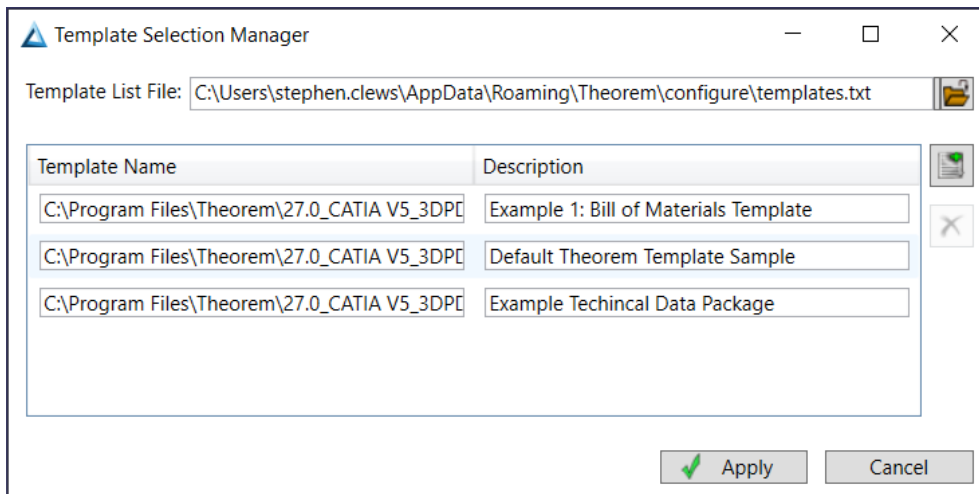 Template Selection Manager
Template List File: C:\Users\stephen.clews\AppData\Roaming\Theorem\configure\templates.txt
Template Name Description
C:\Program Files\Theorem\27.0_CATIA V5_3DPD Example 1: Bill of Materials Template
C:\Program Files\Theorem\27.0_CATIA V5_3DPD Default Theorem Template Sample
C:\Program Files\Theorem\27.0_CATIA V5_3DPD Example Techincal Data Package
Apply Cancel